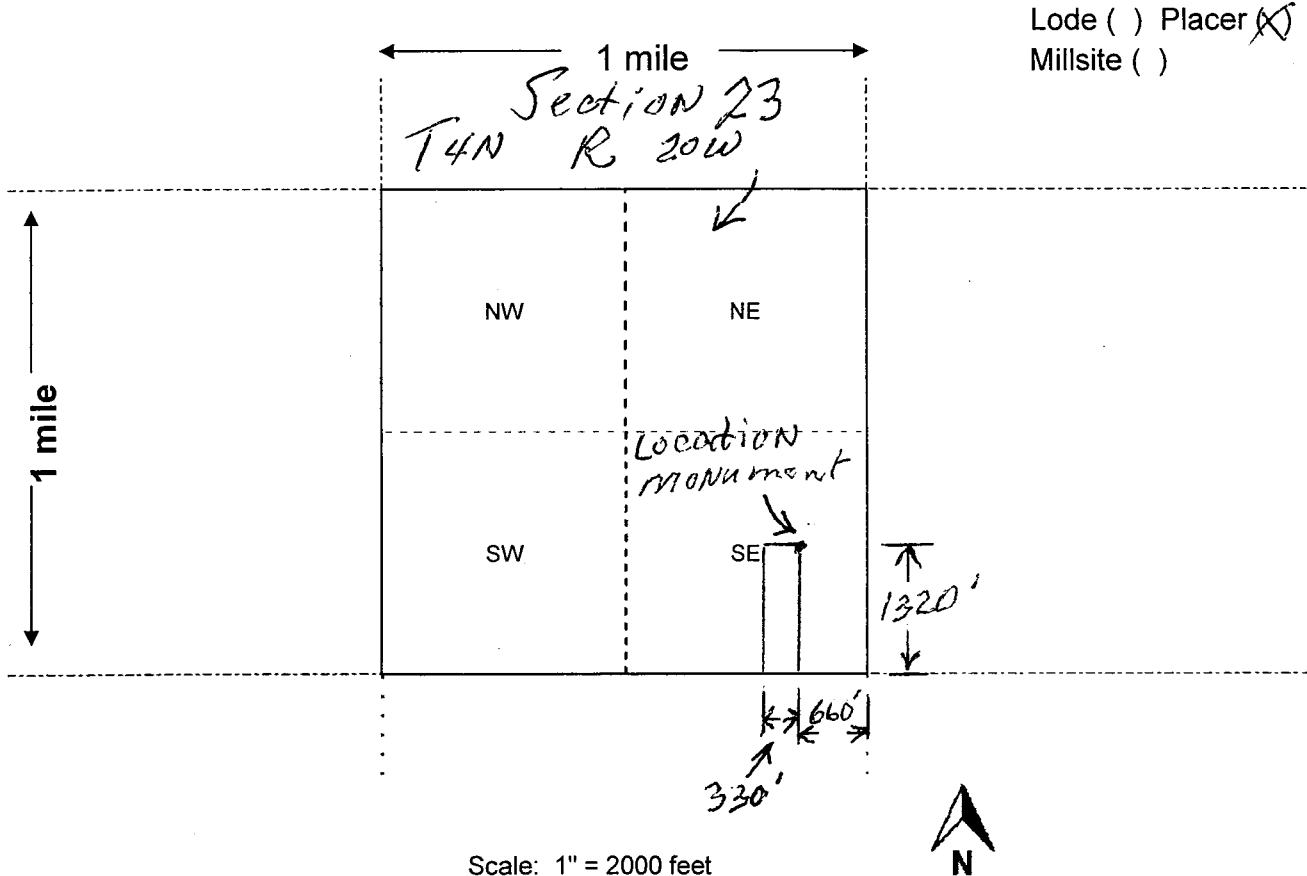 Lode ( ) Placer (X)
Millsite ( )
1 mile
Section 23
T4N R 20W
1 mile
NW
NE
Location
monument
SW
SE
1320'
660'
330'
Scale: 1" = 2000 feet
N